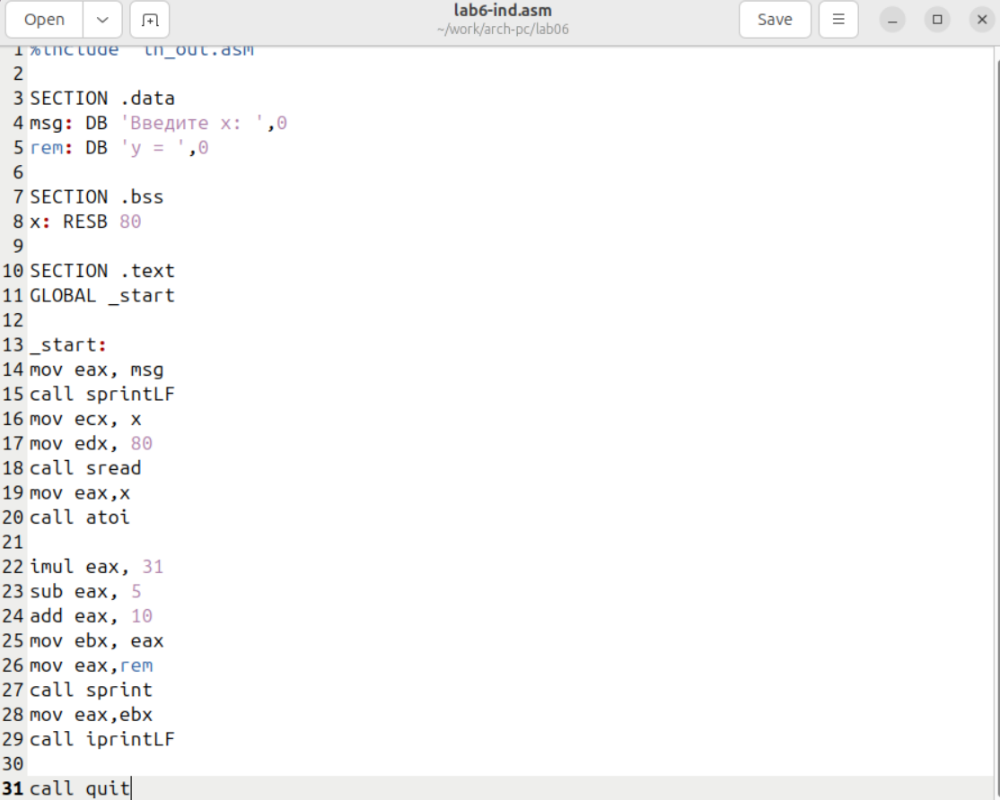 Open
lab6-ind.asm
~/work/arch-pc/lab06
Save
1 %include in_out.asm
2
3 SECTION .data
4 msg: DB 'Введите x: ',0
5 rem: DB 'y = ',0
6
7 SECTION .bss
8 x: RESB 80
9
10 SECTION .text
11 GLOBAL _start
12
13 _start:
14 mov eax, msg
15 call sprintLF
16 mov ecx, x
17 mov edx, 80
18 call sread
19 mov eax,x
20 call atoi
21
22 imul eax, 31
23 sub eax, 5
24 add eax, 10
25 mov ebx, eax
26 mov eax,rem
27 call sprint
28 mov eax,ebx
29 call iprintLF
30
31 call quit